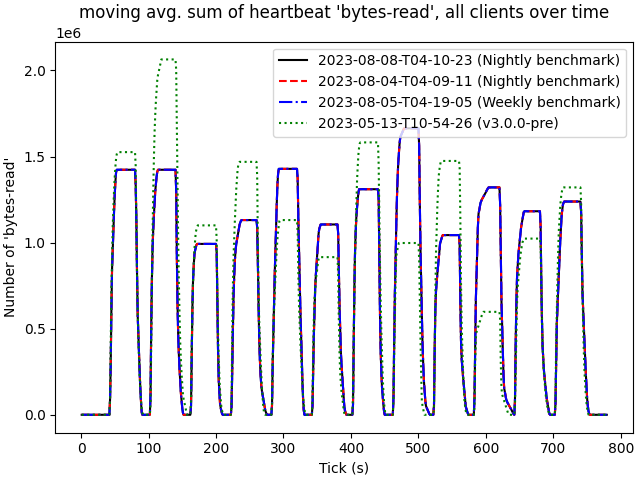 moving avg. sum of heartbeat 'bytes-read', all clients over time
1e6
2023-08-08-T04-10-23 (Nightly benchmark)
2023-08-04-T04-09-11 (Nightly benchmark)
2023-08-05-T04-19-05 (Weekly benchmark)
2023-05-13-T10-54-26 (v3.0.0-pre)
Number of 'bytes-read'
2.0
1.5
1.0
0.5
0.0
0 100 200 300 400 500 600 700 800
Tick (s)